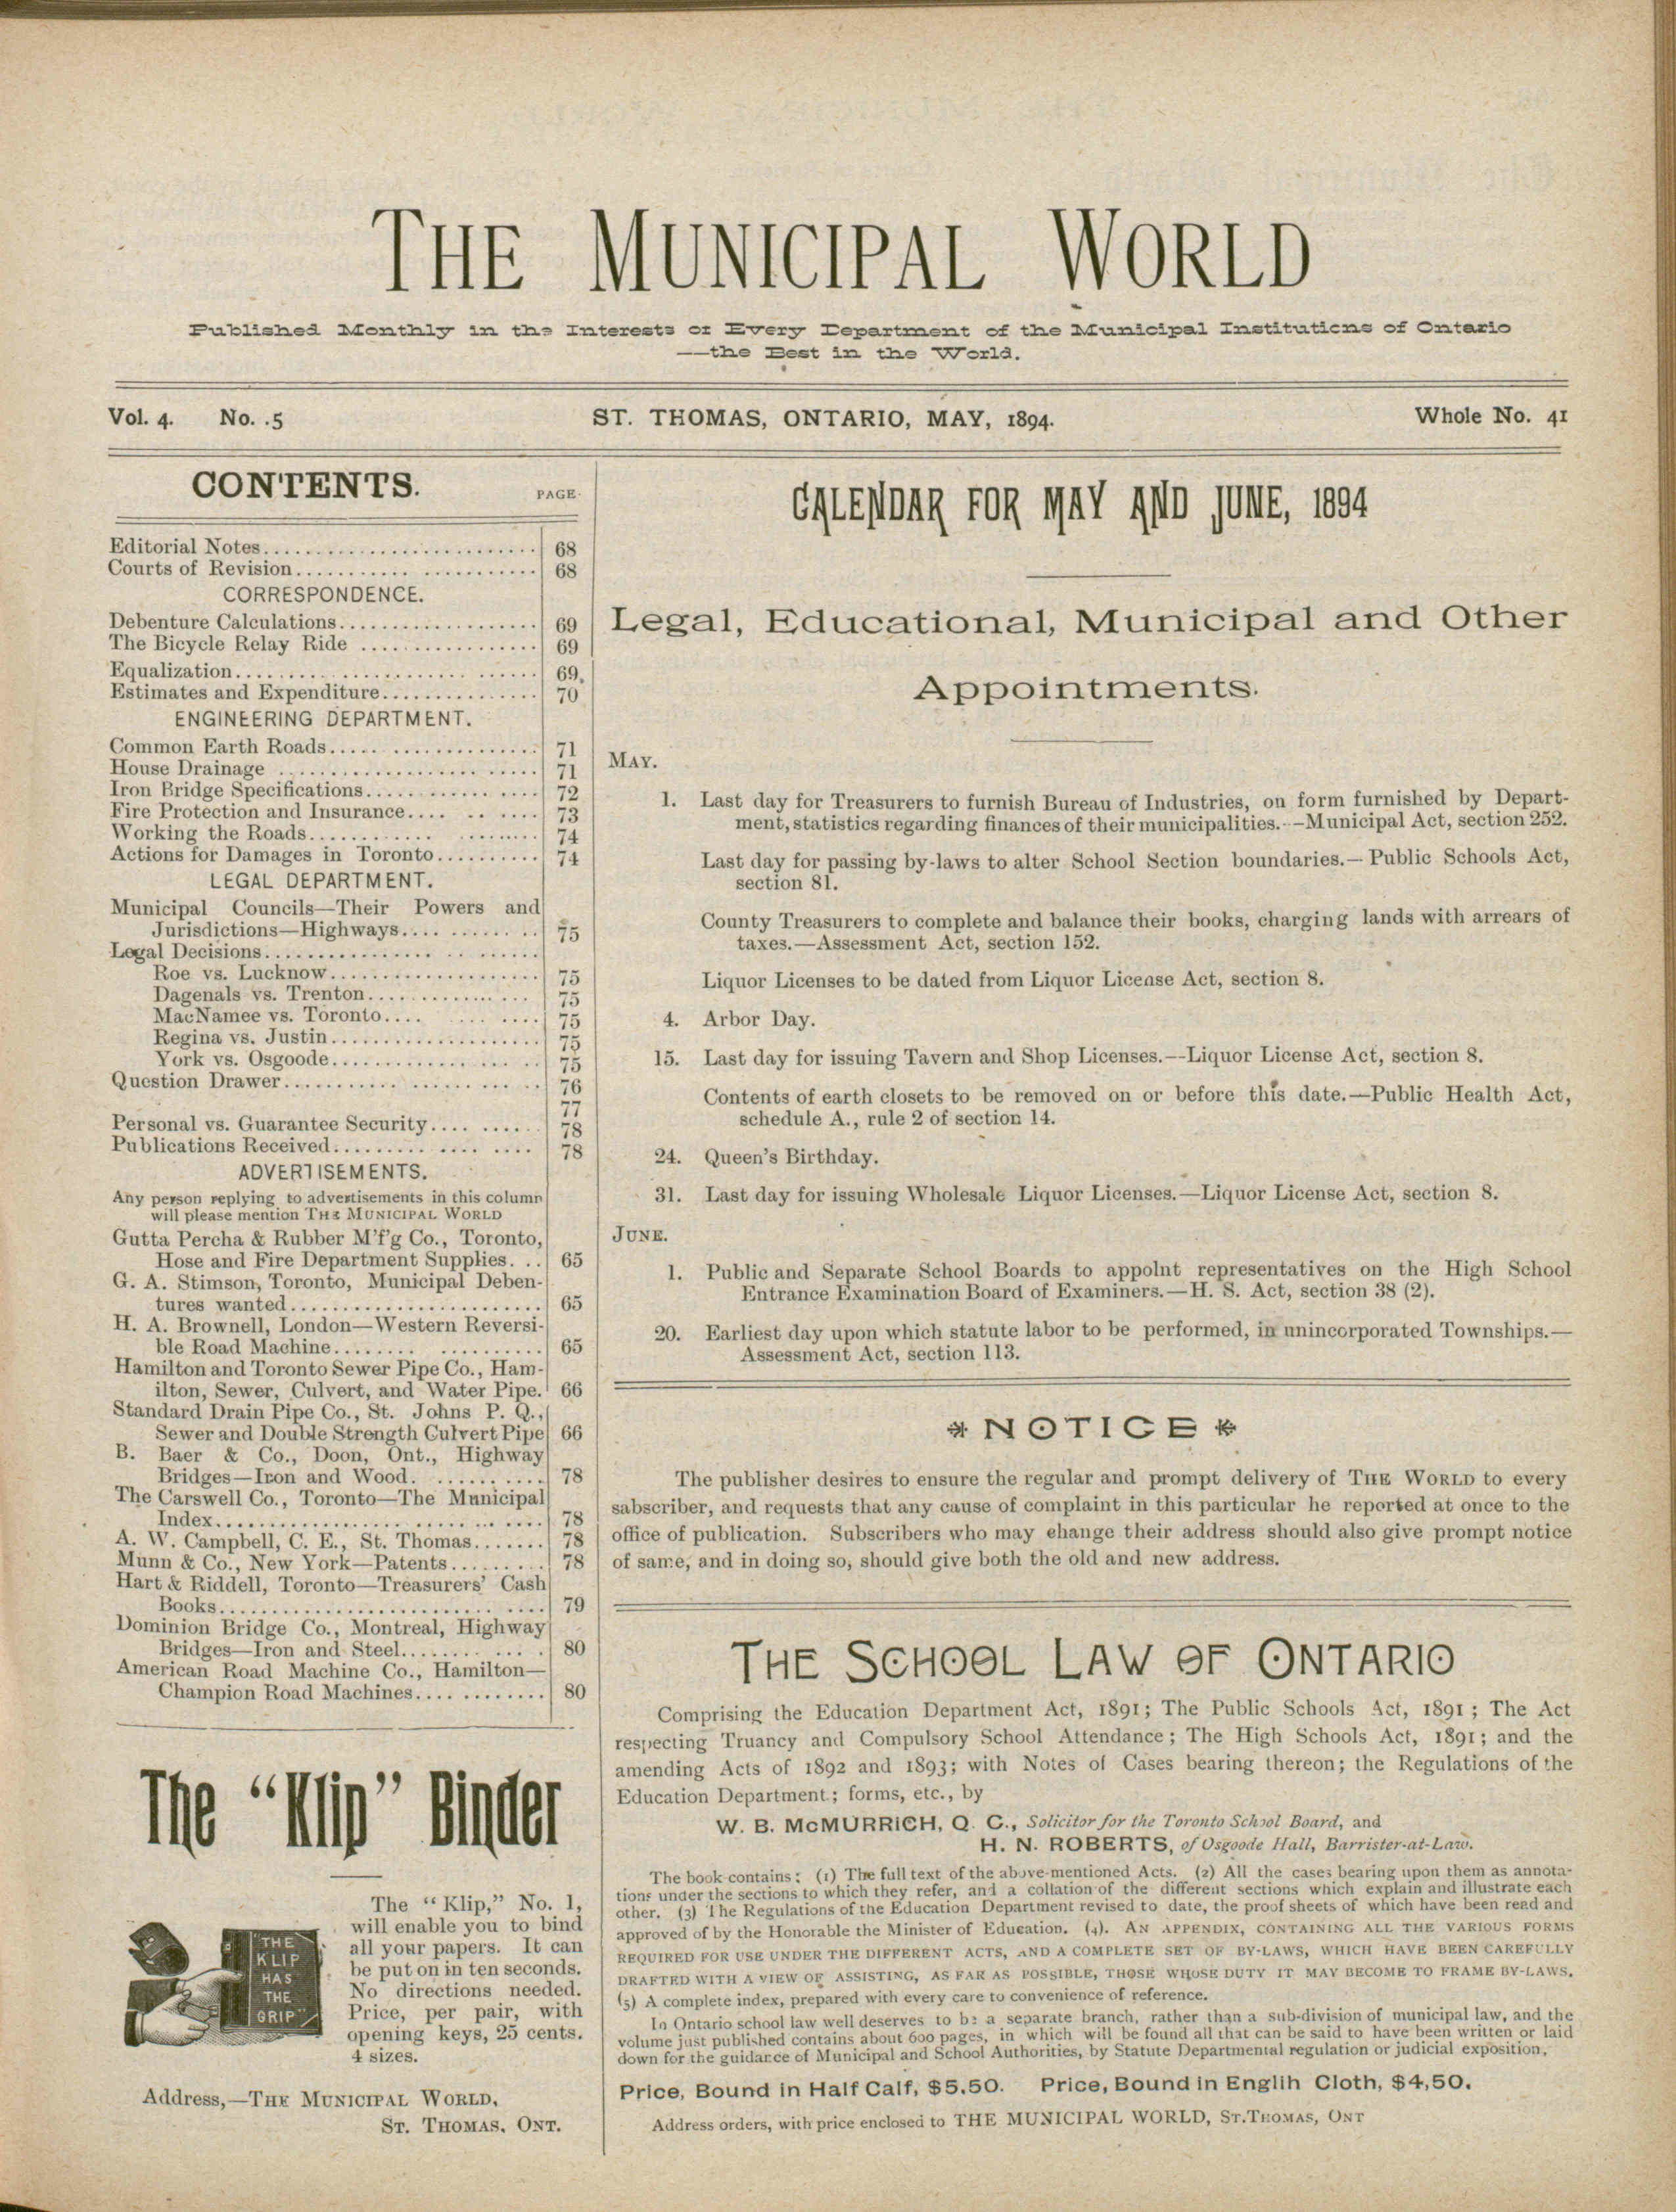 THE MUNICIPAL WORLD
Published Monthly in the Interests of Every Department of the Municipal Institutions of Ontario
——the Best in the World.
Vol. 4. No. .5
ST. THOMAS, ONTARIO, MAY, 1894.
Whole No. 41
CONTENTS.
PAGE.
Editorial Notes.......................... 68
Courts of Revision....................... 68
CORRESPONDENCE.
Debenture Calculations................... 69
The Bicycle Relay Ride .................. 69
Equalization............................. 69.
Estimates and Expenditure................ 70
ENGINEERING DEPARTMENT.
Common Earth Roads....................... 71
House Drainage .......................... 71
Iron Bridge Specifications............... 72
Fire Protection and Insurance.... .. .... 73
Working the Roads........................ 74
Actions for Damages in Toronto.......... 74
LEGAL DEPARTMENT.
Municipal Councils—Their Powers and
Jurisdictions—Highways.... .......... 75
Legal Decisions..........................
Roe vs. Lucknow.................... 75
Dagenals vs. Trenton................ 75
MacNamee vs. Toronto.... ... .... 75
Regina vs. Justin................... 75
York vs. Osgoode.................... 75
Question Drawer.......................... 76
77
Personal vs. Guarantee Security.... ...... 78
Publications Received......... .... .... 78
ADVERTISEMENTS.
Any person replying to advertisements in this column
will please mention THE MUNICIPAL WORLD
Gutta Percha & Rubber M'f'g Co., Toronto,
Hose and Fire Department Supplies. .. 65
G. A. Stimson, Toronto, Municipal Deben-
tures wanted........................ 65
H. A. Brownell, London—Western Reversi-
ble Road Machine........ .......... 65
Hamilton and Toronto Sewer Pipe Co., Ham-
ilton, Sewer, Culvert, and Water Pipe. 66
Standard Drain Pipe Co., St. Johns P. Q.,
Sewer and Double Strength Culvert Pipe 66
B. Baer & Co., Doon, Ont., Highway
Bridges—Iron and Wood. .......... 78
The Carswell Co., Toronto—The Municipal
Index............................... 78
A. W. Campbell, C. E., St. Thomas....... 78
Munn & Co., New York—Patents.......... 78
Hart & Riddell, Toronto—Treasurers' Cash
Books............................... 79
Dominion Bridge Co., Montreal, Highway
Bridges—Iron and Steel......... ... . 80
American Road Machine Co., Hamilton—
Champion Road Machines............ 80
The "Klip" Binder
THE
KLIP
HAS
THE
GRIP"
The "Klip," No. 1,
will enable you to bind
all your papers. It can
be put on in ten seconds.
No directions needed.
Price, per pair, with
opening keys, 25 cents.
4 sizes.
Address,—THE MUNICIPAL WORLD,
ST. THOMAS, ONT.
CALENDAR FOR MAY AND JUNE, 1894
Legal, Educational, Municipal and Other
Appointments.
MAY.
1. Last day for Treasurers to furnish Bureau of Industries, on form furnished by Depart-
ment, statistics regarding finances of their municipalities.--Municipal Act, section 252.
Last day for passing by-laws to alter School Section boundaries.—Public Schools Act,
section 81.
County Treasurers to complete and balance their books, charging lands with arrears of
taxes.—Assessment Act, section 152.
Liquor Licenses to be dated from Liquor License Act, section 8.
4. Arbor Day.
15. Last day for issuing Tavern and Shop Licenses.--Liquor License Act, section 8.
Contents of earth closets to be removed on or before this date.—Public Health Act,
schedule A., rule 2 of section 14.
24. Queen's Birthday.
31. Last day for issuing Wholesale Liquor Licenses.—Liquor License Act, section 8.
JUNE.
1. Public and Separate School Boards to appoint representatives on the High School
Entrance Examination Board of Examiners.—H. S. Act, section 38 (2).
20. Earliest day upon which statute labor to be performed, in unincorporated Townships.—
Assessment Act, section 113.
* NOTICE *
The publisher desires to ensure the regular and prompt delivery of THE WORLD to every
sabscriber, and requests that any cause of complaint in this particular he reported at once to the
office of publication. Subscribers who may change their address should also give prompt notice
of same, and in doing so, should give both the old and new address.
THE SCHOOL LAW OF ONTARIO
Comprising the Education Department Act, 1891; The Public Schools Act, 1891; The Act
respecting Truancy and Compulsory School Attendance; The High Schools Act, 1891; and the
amending Acts of 1892 and 1893; with Notes of Cases bearing thereon; the Regulations of the
Education Department; forms, etc., by
W. B. McMURRICH, Q. C., Solicitor for the Toronto School Board, and
H. N. ROBERTS, of Osgoode Hall, Barrister-at-Law.
The book contains: (1) The full text of the above-mentioned Acts. (2) All the cases bearing upon them as annota-
tions under the sections to which they refer, and a collation of the different sections which explain and illustrate each
other. (3) The Regulations of the Education Department revised to date, the proof sheets of which have been read and
approved of by the Honorable the Minister of Education. (4). AN APPENDIX, CONTAINING ALL THE VARIOUS FORMS
REQUIRED FOR USE UNDER THE DIFFERENT ACTS, AND A COMPLETE SET OF BY-LAWS, WHICH HAVE BEEN CAREFULLY
DRAFTED WITH A VIEW OF ASSISTING, AS FAR AS POSSIBLE, THOSE WHOSE DUTY IT MAY BECOME TO FRAME BY-LAWS.
(5) A complete index, prepared with every care to convenience of reference.
In Ontario school law well deserves to be a separate branch, rather than a sub-division of municipal law, and the
volume just published contains about 600 pages, in which will be found all that can be said to have been written or laid
down for the guidance of Municipal and School Authorities, by Statute Departmental regulation or judicial exposition,
Price, Bound in Half Calf, $5.50. Price, Bound in Englih Cloth, $4,50.
Address orders, with price enclosed to THE MUNICIPAL WORLD, ST. THOMAS, ONT